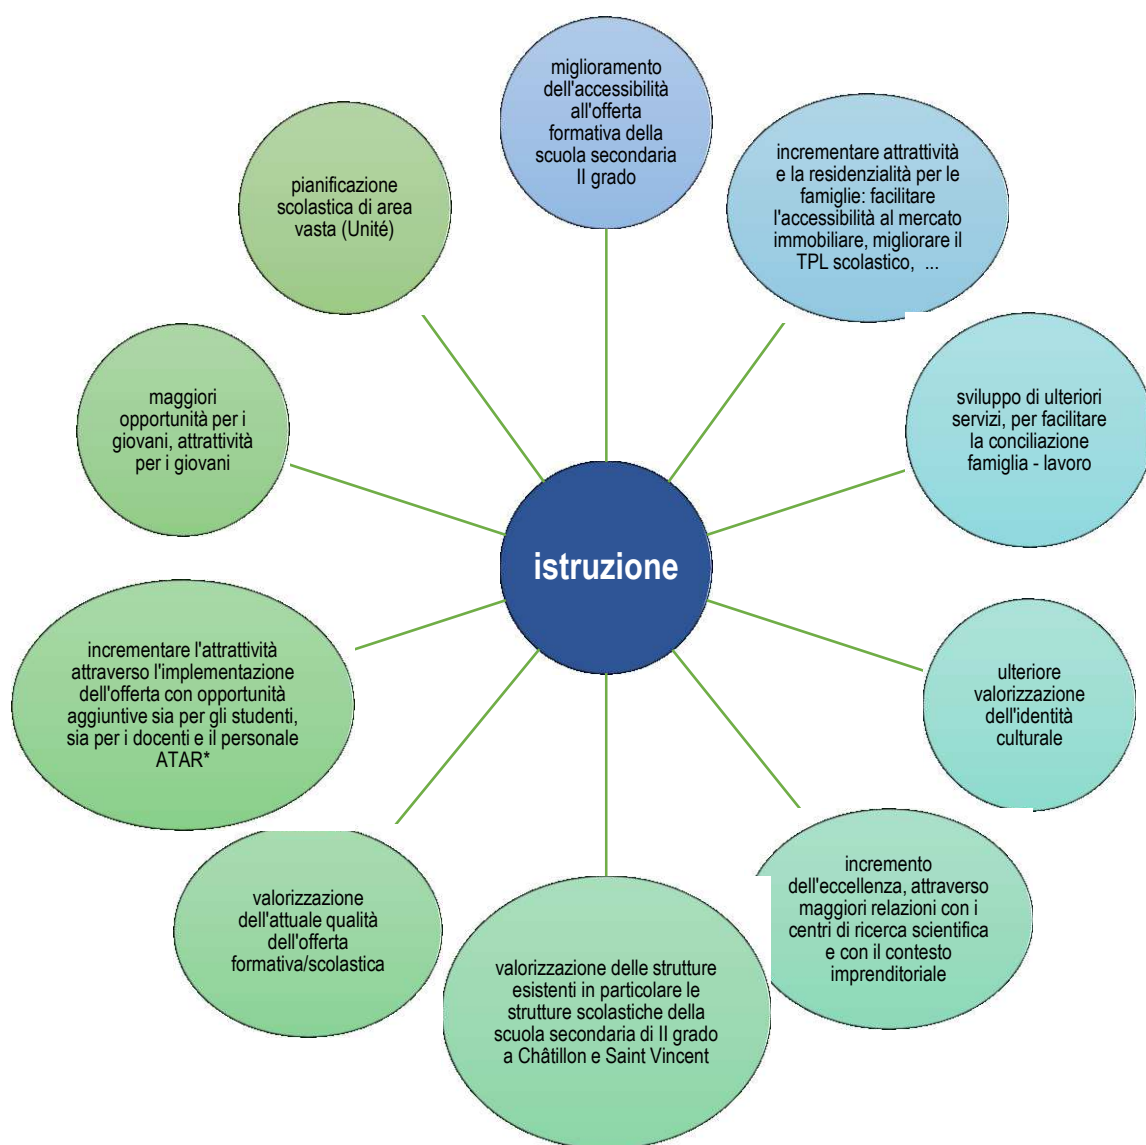 miglioramento
dell'accessibilità
all'offerta
formativa della
scuola secondaria
II grado
incrementare attrattività
e la residenzialità per le
famiglie: facilitare
l'accessibilità al mercato
immobiliare, migliorare il
TPL scolastico, ...
sviluppo di ulteriori
servizi, per facilitare
la conciliazione
famiglia - lavoro
ulteriore
valorizzazione
dell'identità
culturale
incremento
dell'eccellenza, attraverso
maggiori relazioni con i
centri di ricerca scientifica
e con il contesto
imprenditoriale
valorizzazione delle strutture
esistenti in particolare le
strutture scolastiche della
scuola secondaria di II grado
a Châtillon e Saint Vincent
valorizzazione
dell'attuale qualità
dell'offerta
formativa/scolastica
incrementare l'attrattività
attraverso l'implementazione
dell'offerta con opportunità
aggiuntive sia per gli studenti,
sia per i docenti e il personale
ATAR*
maggiori
opportunità per i
giovani, attrattività
per i giovani
pianificazione
scolastica di area
vasta (Unité)
istruzione